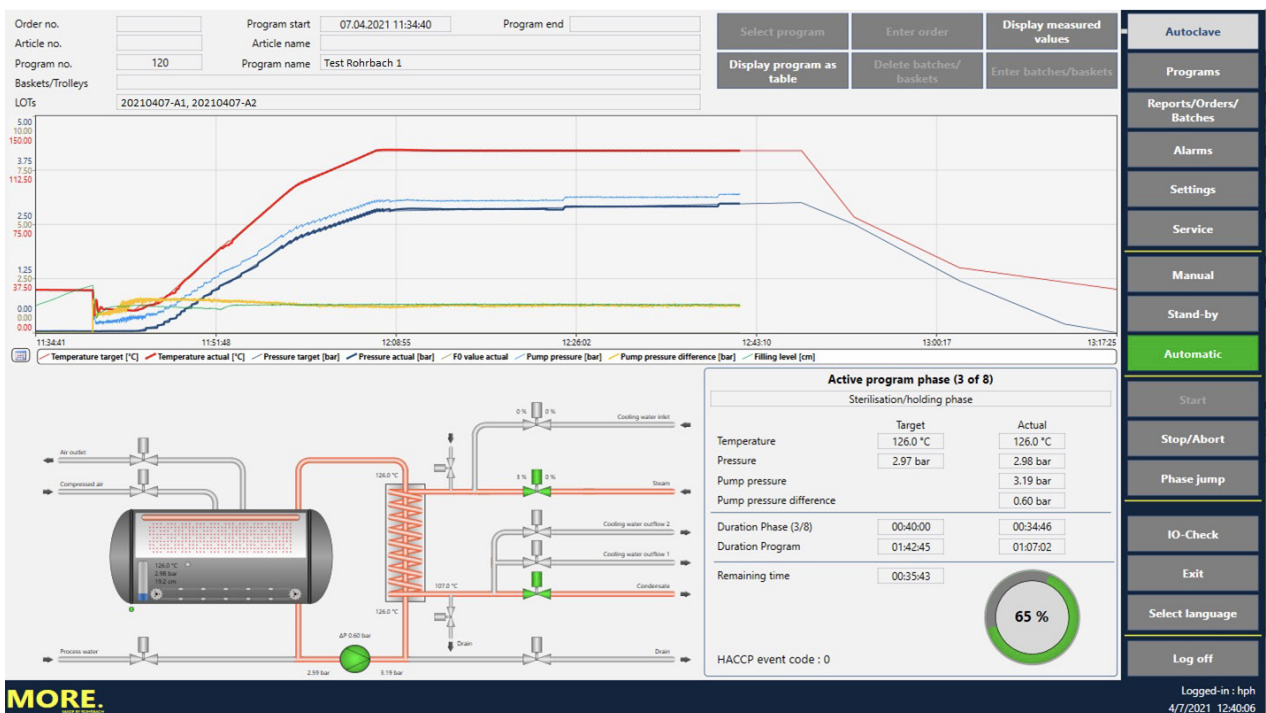 Order no. Program start 07.04.2021 11:34:40 Program end
Article no. Article name
Program no. 120 Program name Test Rohrbach 1
Baskets/Trolleys
LOTs 20210407-A1, 20210407-A2
Select program
Enter order
Display measured
values
Display program as
table
Delete batches/
baskets
Enter batches/baskets
5.00
10.00
150.00
3.75
7.50
112.50
2.50
5.00
75.00
1.25
2.50
37.50
0.00
0.00
0.00
11:34:41 11:51:48 12:08:55 12:26:02 12:43:10 13:00:17 13:17:25
Temperature target [°C] Temperature actual [°C] Pressure target [bar] Pressure actual [bar] F0 value actual Pump pressure [bar] Pump pressure difference [bar] Filling level [cm]
0 % 0 %
Cooling water inlet
Air outlet
126.0 °C
3 % 0 %
Steam
Compressed air
Cooling water outflow 2
Cooling water outflow 1
126.0 °C
2.98 bar
19.2 cm
107.0 °C
Condensate
126.0 °C
ΔP 0.60 bar
Drain
Process water
Drain
2.59 bar 3.19 bar
Active program phase (3 of 8)
Sterilisation/holding phase
Target Actual
Temperature 126.0 °C 126.0 °C
Pressure 2.97 bar 2.98 bar
Pump pressure 3.19 bar
Pump pressure difference 0.60 bar
Duration Phase (3/8) 00:40:00 00:34:46
Duration Program 01:42:45 01:07:02
Remaining time 00:35:43
65 %
HACCP event code : 0
Autoclave
Programs
Reports/Orders/
Batches
Alarms
Settings
Service
Manual
Stand-by
Automatic
Start
Stop/Abort
Phase jump
IO-Check
Exit
Select language
Log off
MORE.
MADE BY ROHRBACH
Logged-in : hph
4/7/2021 12:40:06